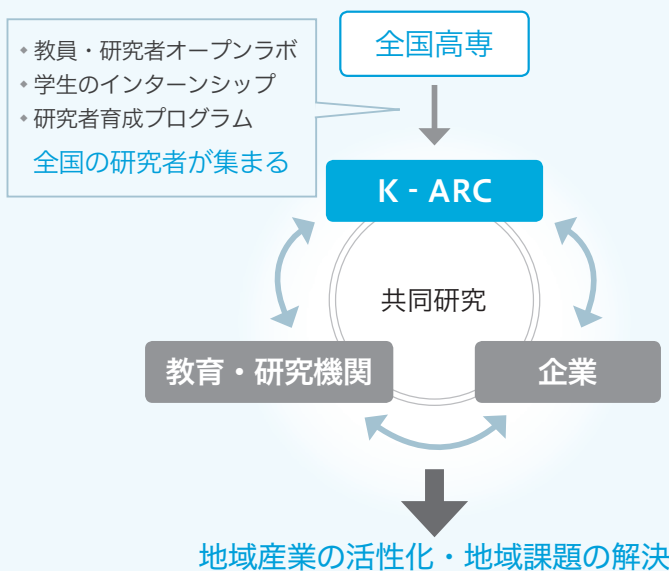 全国高専
◆ 教員・研究者オープンラボ
◆ 学生のインターンシップ
◆ 研究者育成プログラム
全国の研究者が集まる
K - ARC
共同研究
教育・研究機関
企業
地域産業の活性化・地域課題の解決